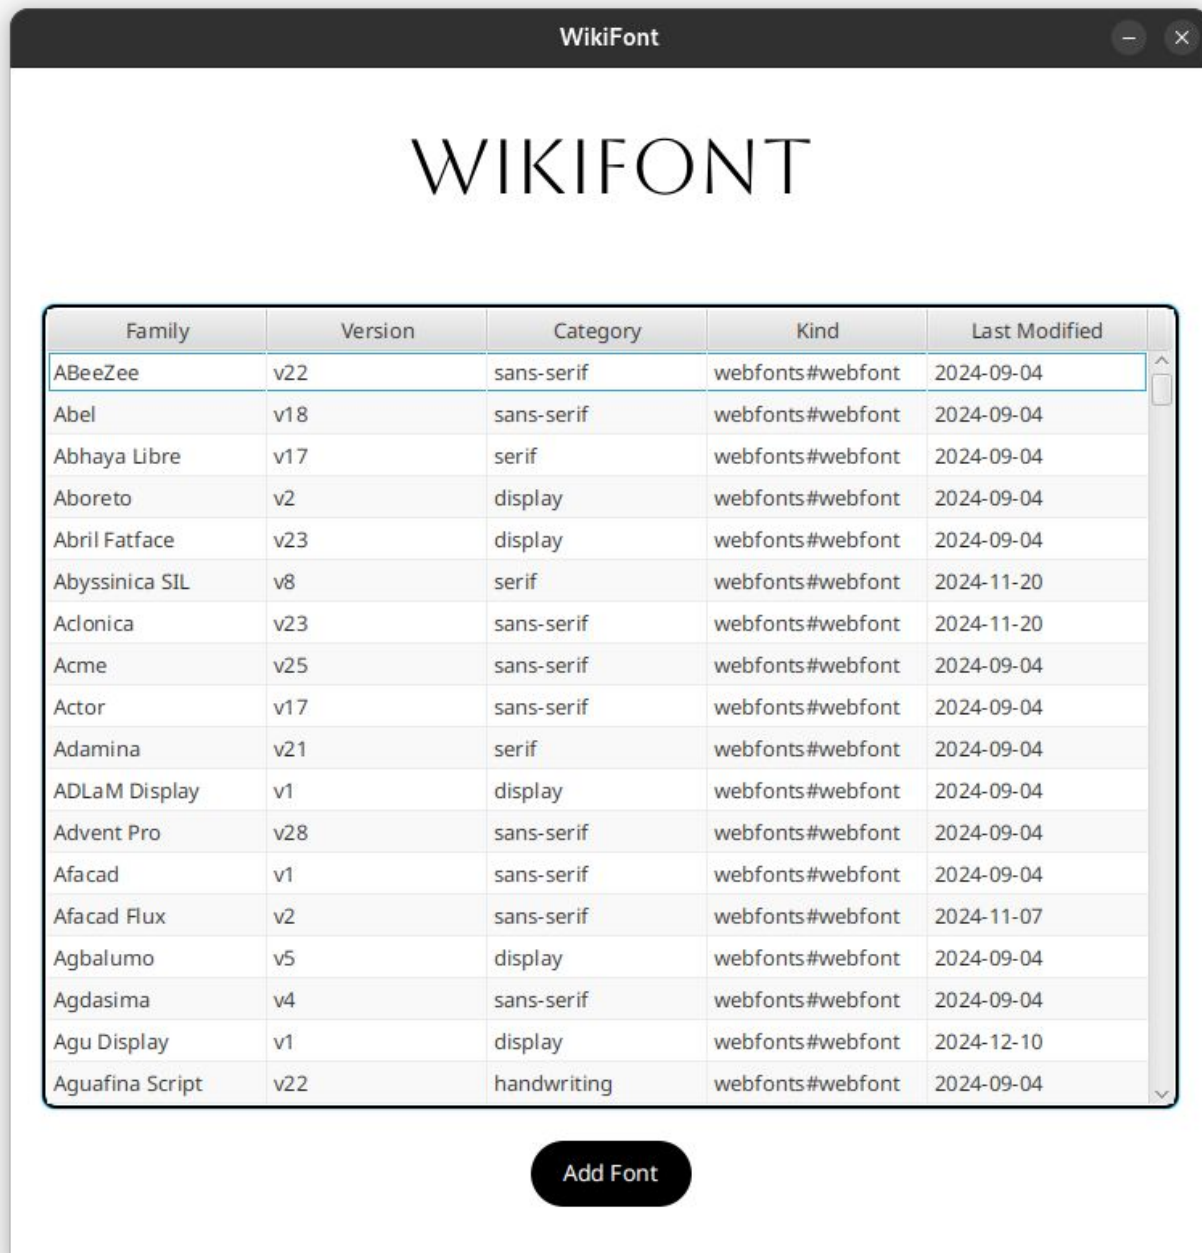 WikiFont
WIKIFONT
Family Version Category Kind Last Modified
ABeeZee v22 sans-serif webfonts#webfont 2024-09-04
Abel v18 sans-serif webfonts#webfont 2024-09-04
Abhaya Libre v17 serif webfonts#webfont 2024-09-04
Aboreto v2 display webfonts#webfont 2024-09-04
Abril Fatface v23 display webfonts#webfont 2024-09-04
Abyssinica SIL v8 serif webfonts#webfont 2024-11-20
Aclonica v23 sans-serif webfonts#webfont 2024-11-20
Acme v25 sans-serif webfonts#webfont 2024-09-04
Actor v17 sans-serif webfonts#webfont 2024-09-04
Adamina v21 serif webfonts#webfont 2024-09-04
ADLaM Display v1 display webfonts#webfont 2024-09-04
Advent Pro v28 sans-serif webfonts#webfont 2024-09-04
Afacad v1 sans-serif webfonts#webfont 2024-09-04
Afacad Flux v2 sans-serif webfonts#webfont 2024-11-07
Agbalumo v5 display webfonts#webfont 2024-09-04
Agdasima v4 sans-serif webfonts#webfont 2024-09-04
Agu Display v1 display webfonts#webfont 2024-12-10
Aguafina Script v22 handwriting webfonts#webfont 2024-09-04
Add Font